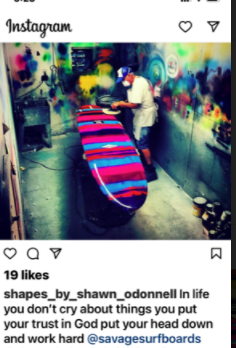 Instagram
19 likes
shapes_by_shawn_odonnell In life
you don't cry about things you put
your trust in God put your head down
and work hard @savagesurfboards